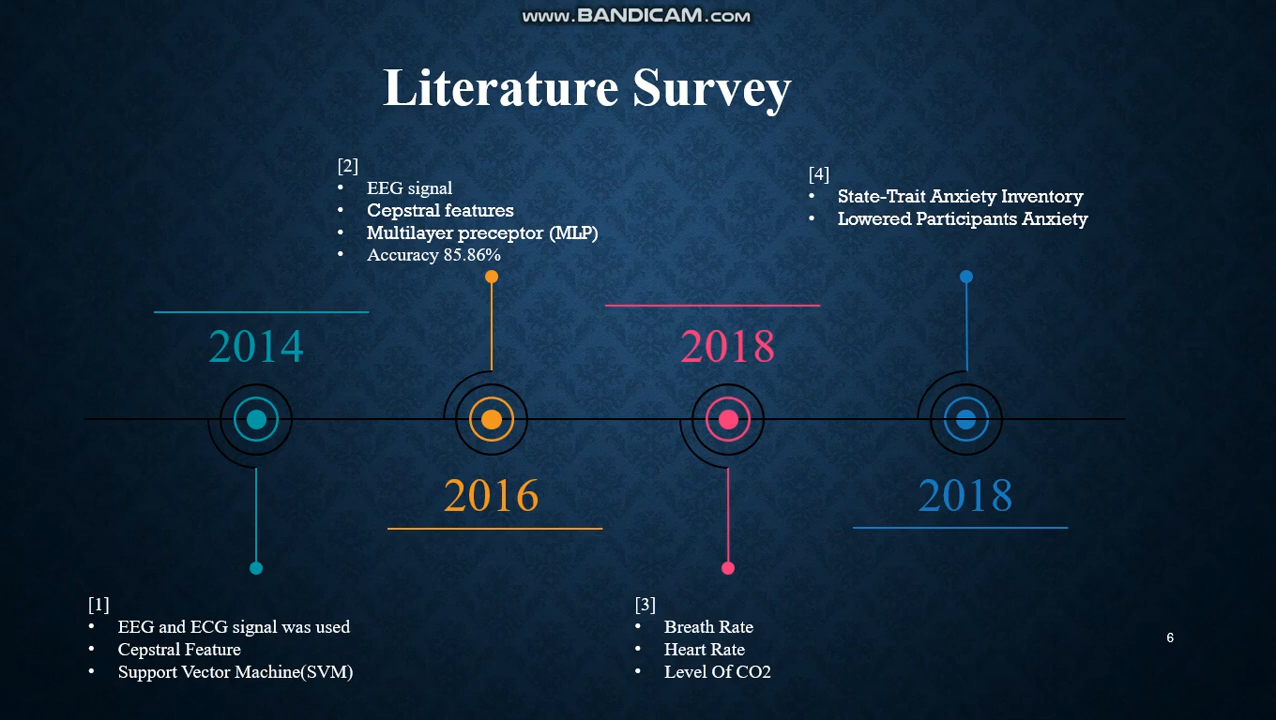 www.BANDICAM.com
Literature Survey
[2]
• EEG signal
• Cepstral features
• Multilayer preceptor (MLP)
• Accuracy 85.86%
[4]
• State-Trait Anxiety Inventory
• Lowered Participants Anxiety
2014
2018
2016
2018
[1]
• EEG and ECG signal was used
• Cepstral Feature
• Support Vector Machine(SVM)
[3]
• Breath Rate
• Heart Rate
• Level Of CO2
6